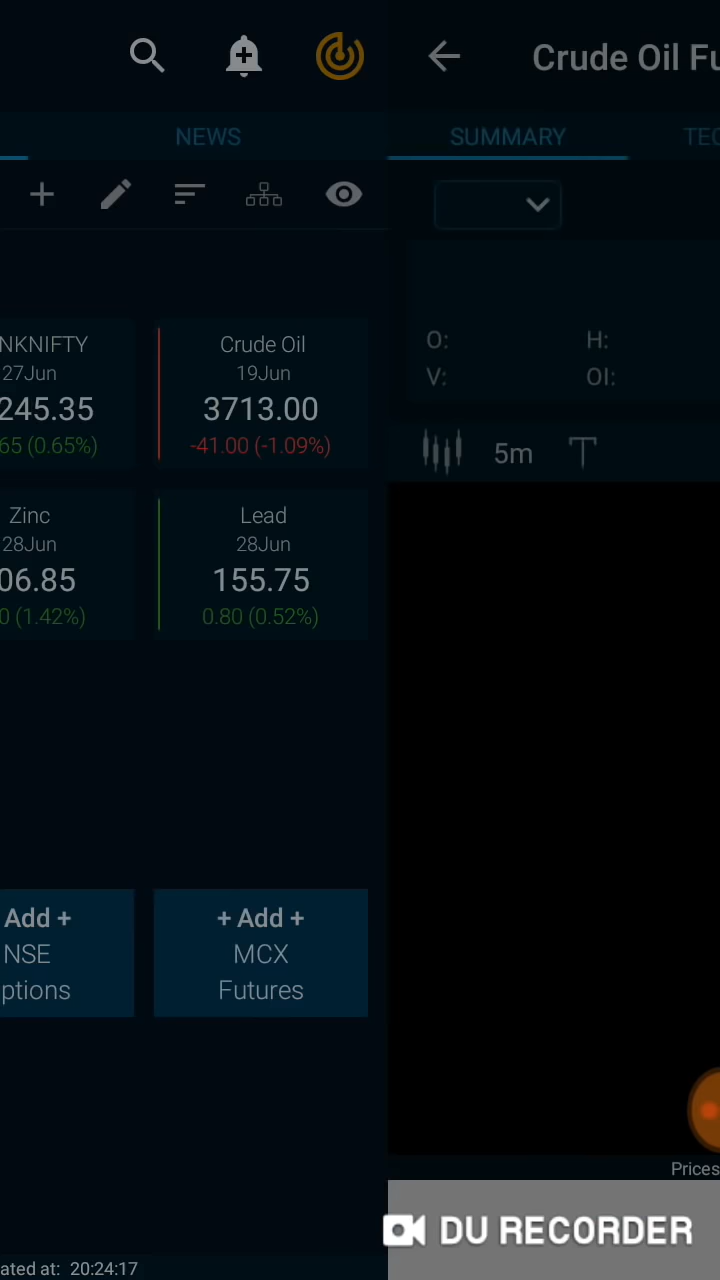 Crude Oil Fu
NEWS
SUMMARY
TEC
NKNIFTY
27Jun
245.35
65 (0.65%)
Crude Oil
19Jun
3713.00
-41.00 (-1.09%)
O:
H:
V:
OI:
5m
Zinc
28Jun
06.85
0 (1.42%)
Lead
28Jun
155.75
0.80 (0.52%)
Add +
NSE
ptions
+ Add +
MCX
Futures
Prices
DU RECORDER
ated at: 20:24:17